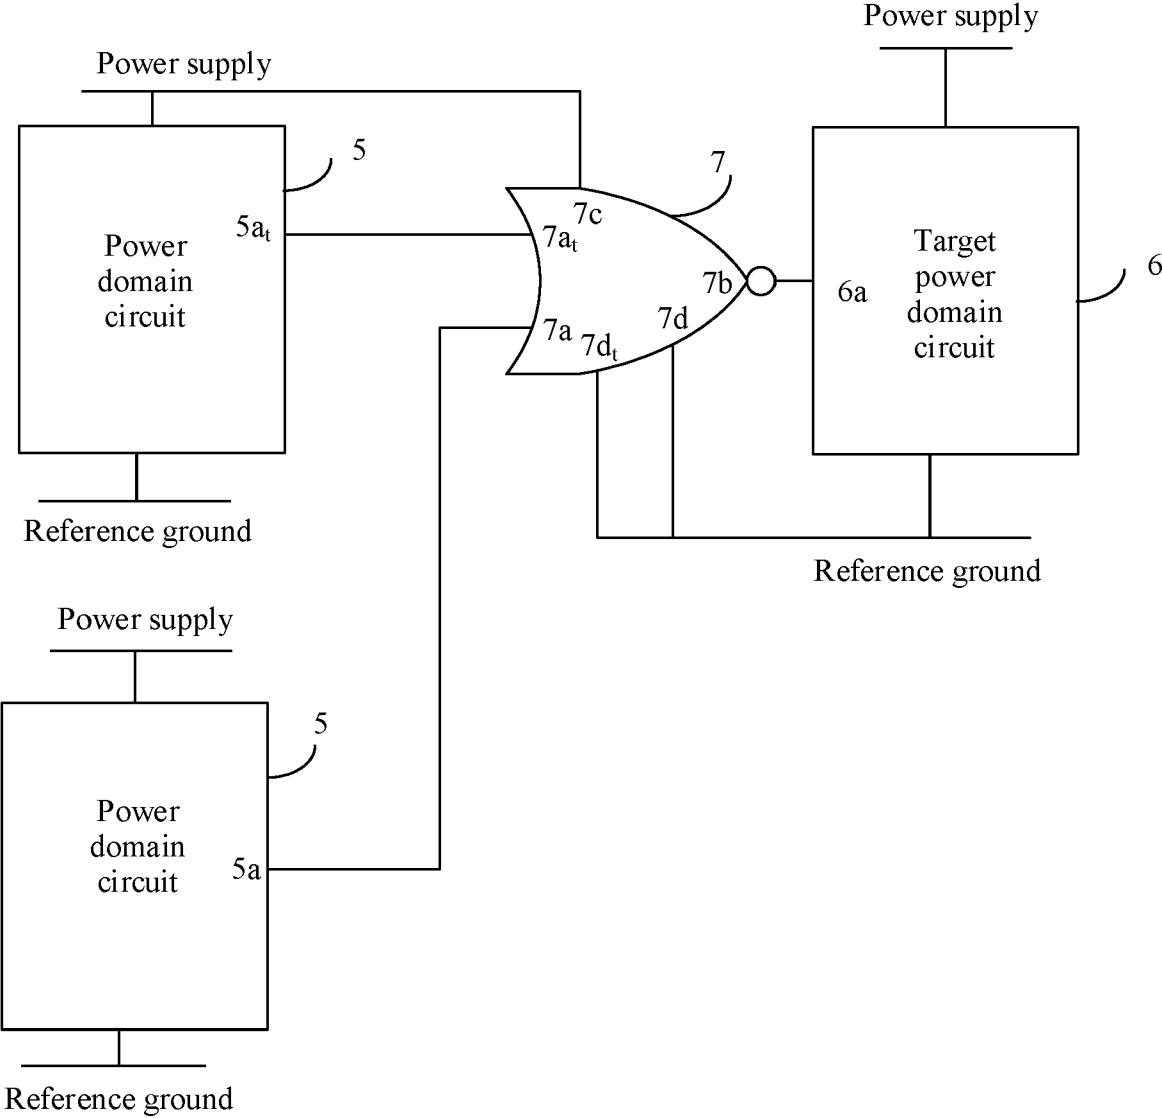 Power supply
Power supply
5
7
7c
5aₜ
7aₜ
Power
domain
circuit
Target
power
domain
circuit
6
7b
6a
7d
7a
7dₜ
Reference ground
Reference ground
Power supply
5
Power
domain
circuit
5a
Reference ground